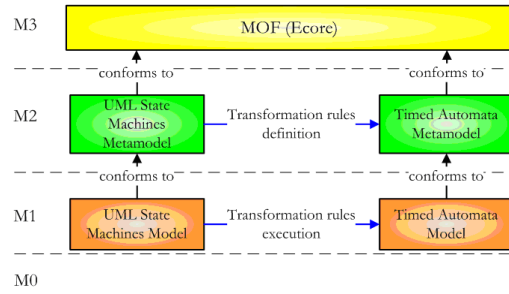 M3
MOF (Ecore)
conforms to
conforms to
M2
UML State
Machines
Metamodel
Transformation rules
definition
Timed Automata
Metamodel
conforms to
conforms to
M1
UML State
Machines Model
Transformation rules
execution
Timed Automata
Model
M0